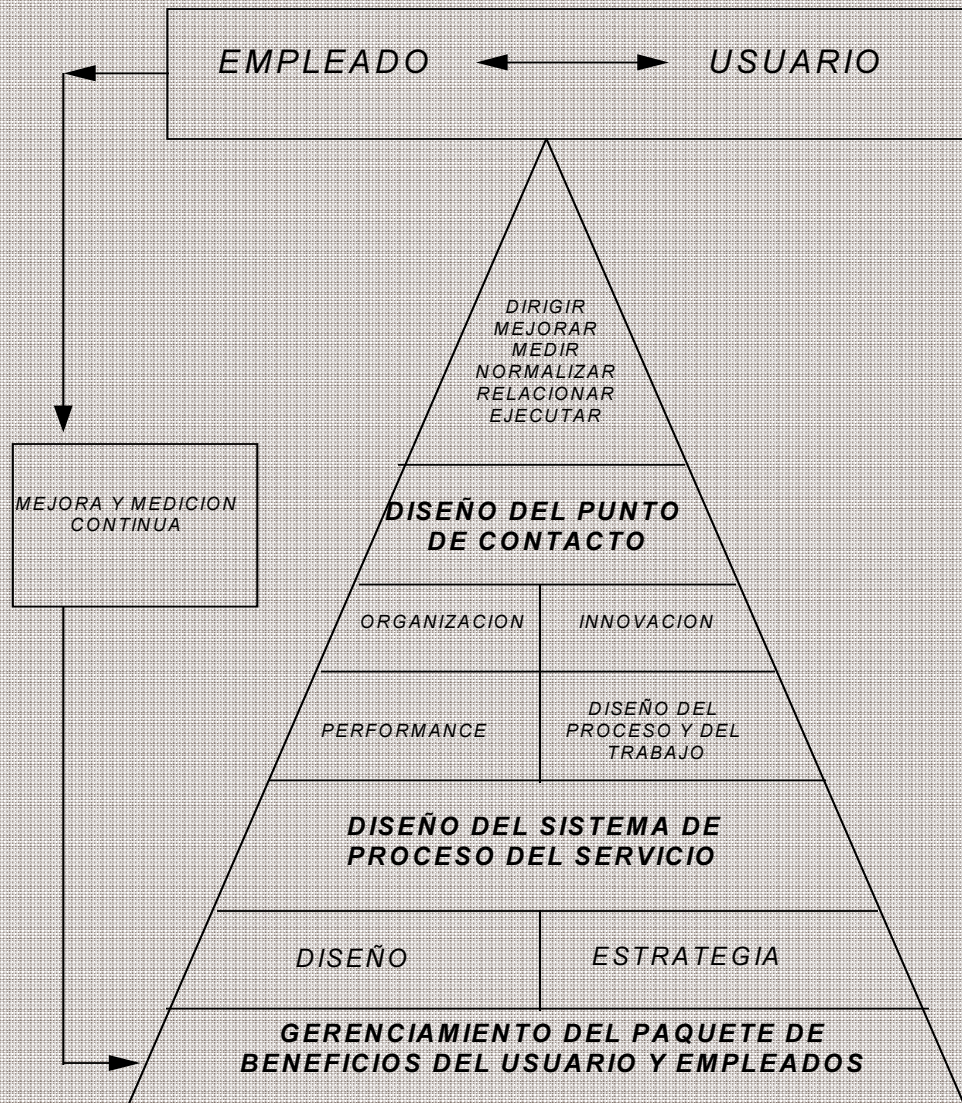 EMPLEADO USUARIO
DIRIGIR
MEJORAR
MEDIR
NORMALIZAR
RELACIONAR
EJECUTAR
MEJORA Y MEDICION
CONTINUA
DISEÑO DEL PUNTO
DE CONTACTO
ORGANIZACION INNOVACION
PERFORMANCE
DISEÑO DEL
PROCESO Y DEL
TRABAJO
DISEÑO DEL SISTEMA DE
PROCESO DEL SERVICIO
DISEÑO ESTRATEGIA
GERENCIAMIENTO DEL PAQUETE DE
BENEFICIOS DEL USUARIO Y EMPLEADOS